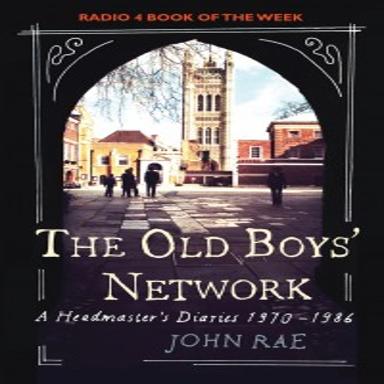 RADIO 4 BOOK OF THE WEEK
THE OLD BOYS'
NETWORK
A Headmaster's Diaries 1970–1986
JOHN RAE